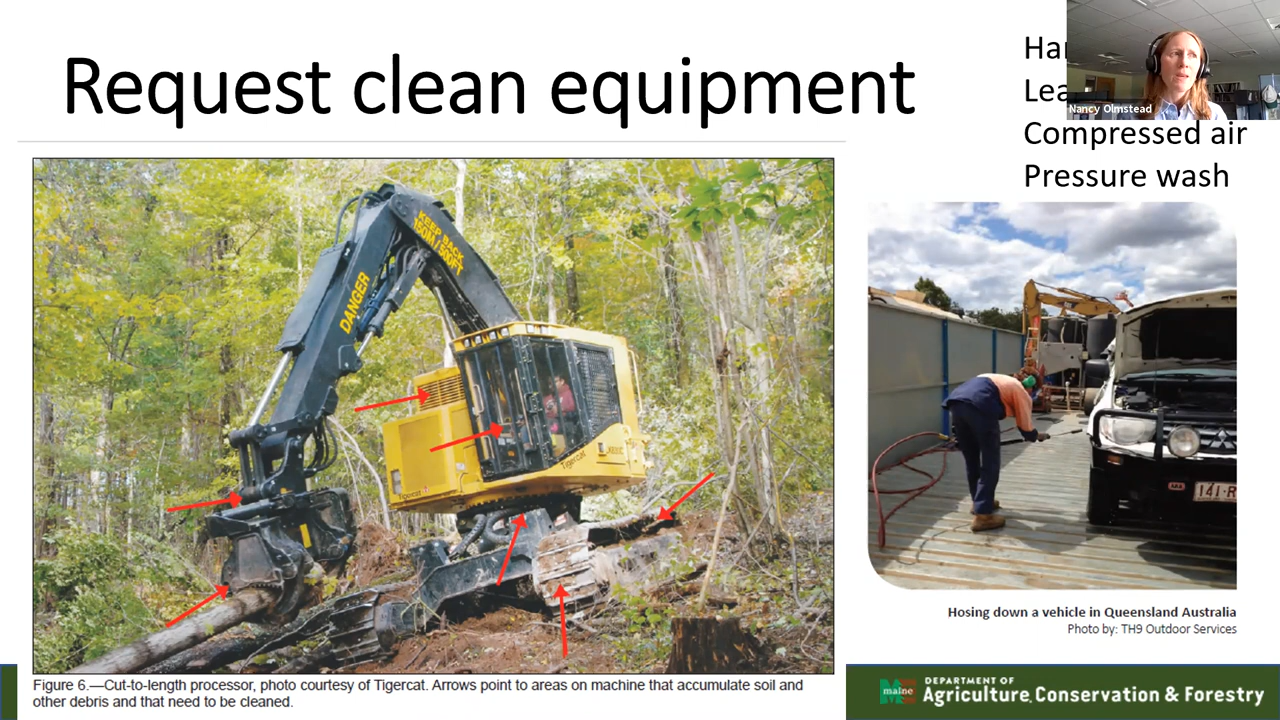 Request clean equipment
Nancy Olmstead
Compressed air
Pressure wash
KEEP BACK
150M / 500FT
DANGER
Tigercat
Tigercat
Hosing down a vehicle in Queensland Australia
Photo by: TH9 Outdoor Services
Figure 6.—Cut-to-length processor, photo courtesy of Tigercat. Arrows point to areas on machine that accumulate soil and
other debris and that need to be cleaned.
maine
DEPARTMENT OF
Agriculture, Conservation & Forestry